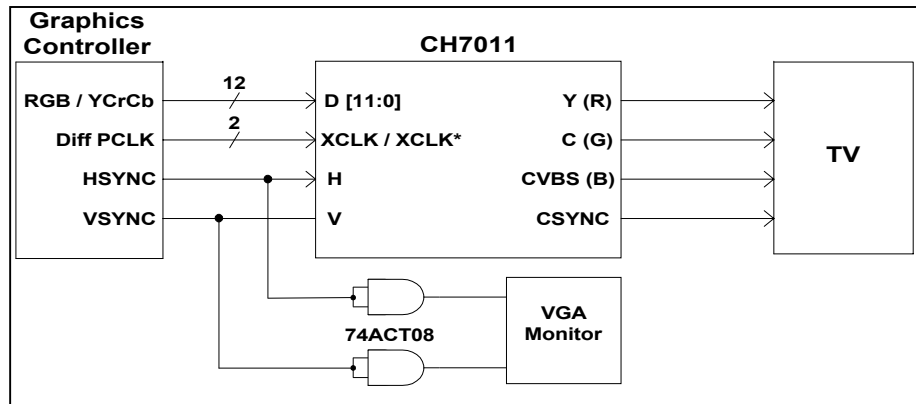 Graphics
Controller
CH7011
RGB / YCrCb
12
D [11:0]
Y (R)
Diff PCLK
2
XCLK / XCLK*
C (G)
TV
HSYNC
H
CVBS (B)
VSYNC
V
CSYNC
74ACT08
VGA
Monitor